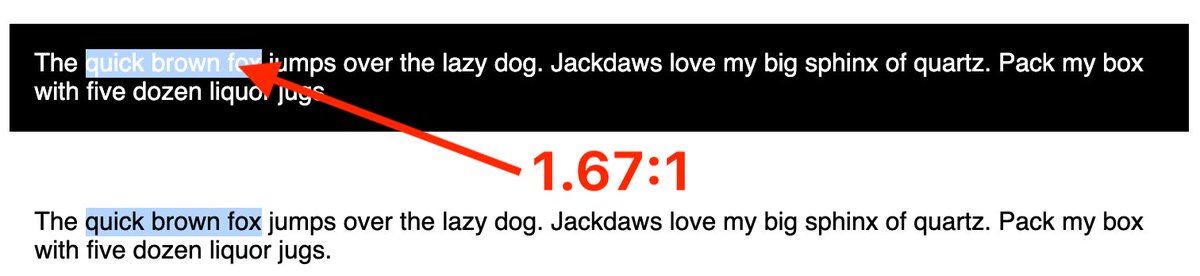 The quick brown fox jumps over the lazy dog. Jackdaws love my big sphinx of quartz. Pack my box
with five dozen liquor jugs.
1.67:1
The quick brown fox jumps over the lazy dog. Jackdaws love my big sphinx of quartz. Pack my box
with five dozen liquor jugs.